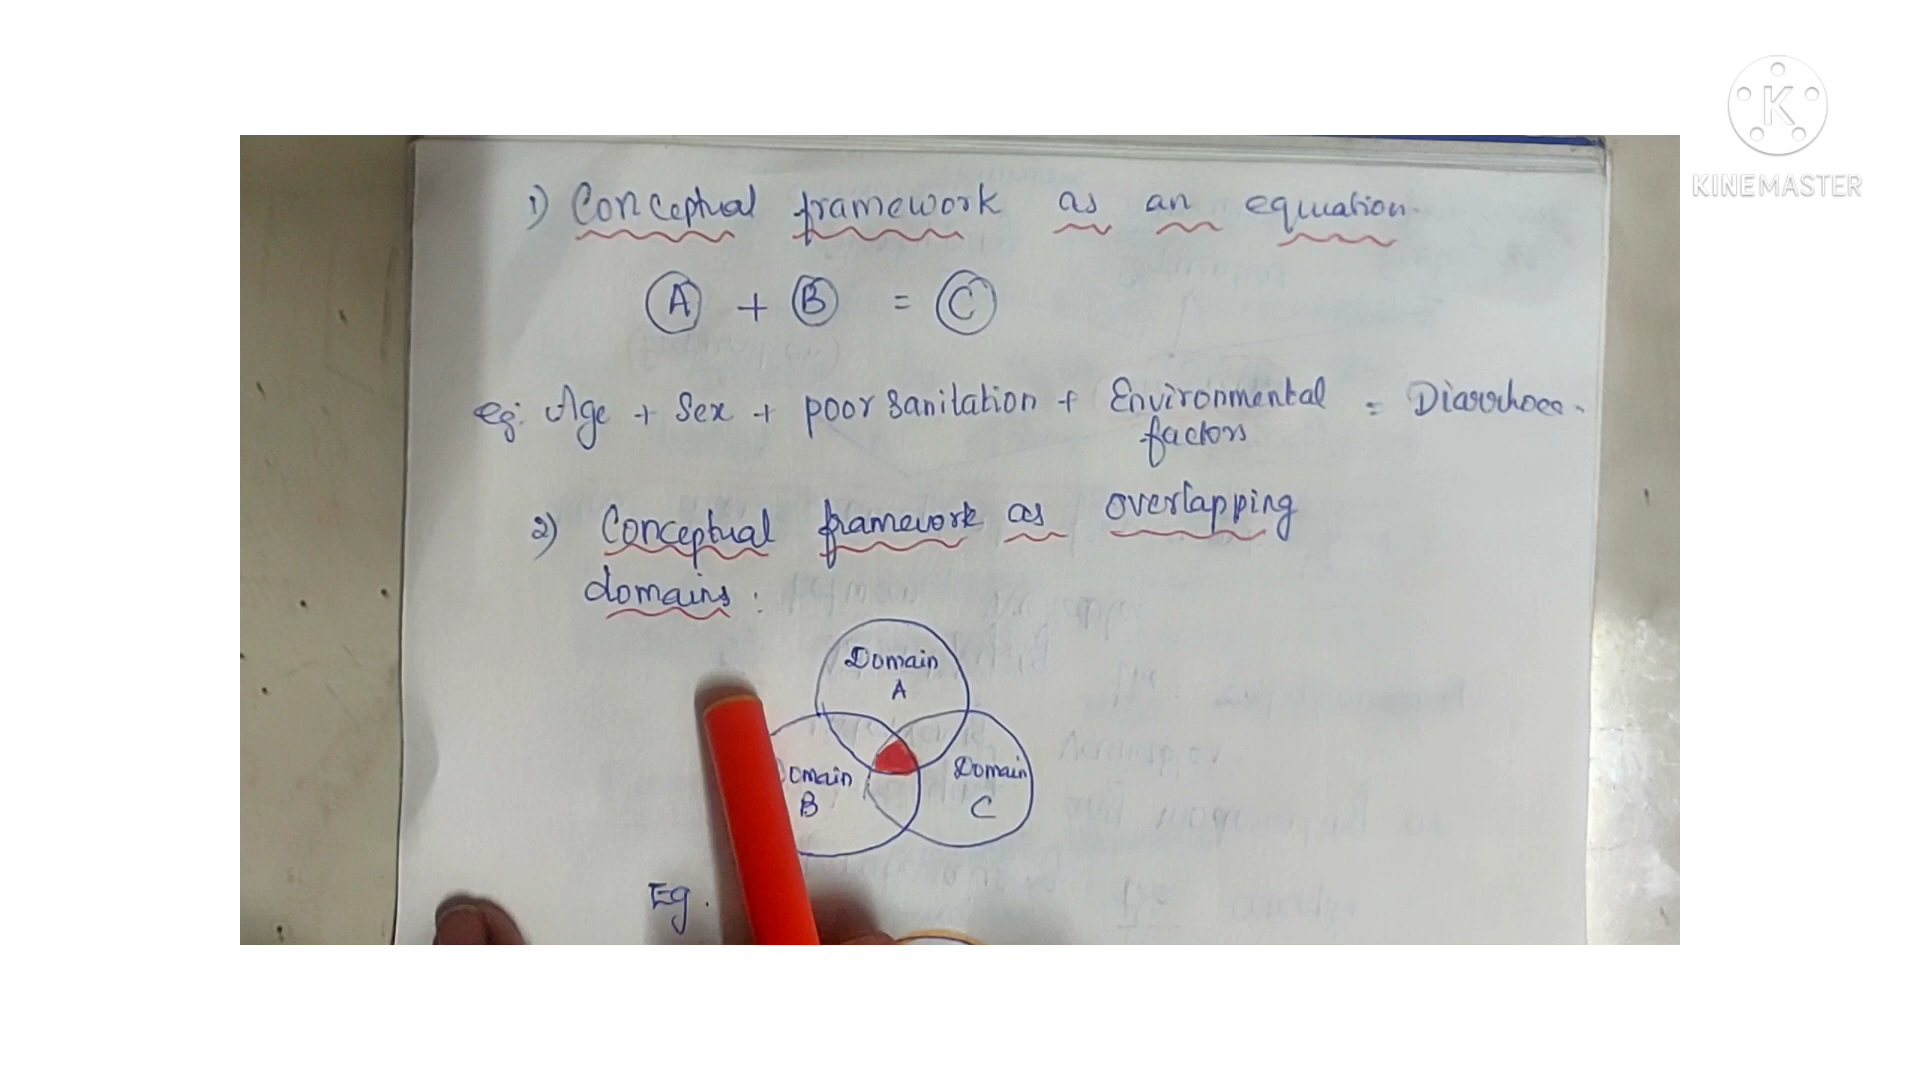 K
KINEMASTER
1) Conceptual framework as an equation.
A + B = C
eg: Age + Sex + poor sanitation + Environmental factors = Diarrhoea.
2) Conceptual framework as overlapping
domains :
Domain
A
Domain
B
Domain
C
Eg.